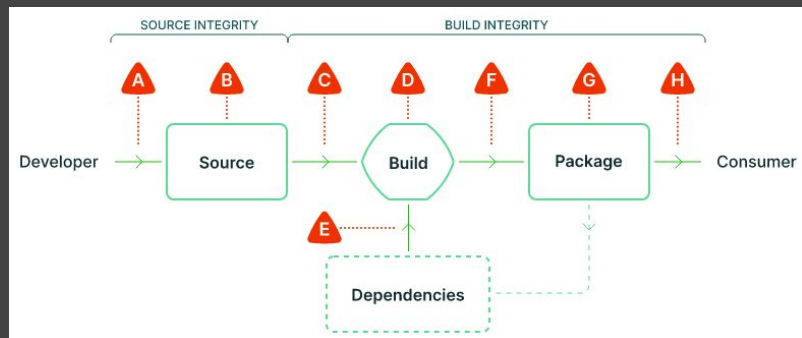 SOURCE INTEGRITY BUILD INTEGRITY
A B C D F G H
Developer Source Build Package Consumer
E
Dependencies